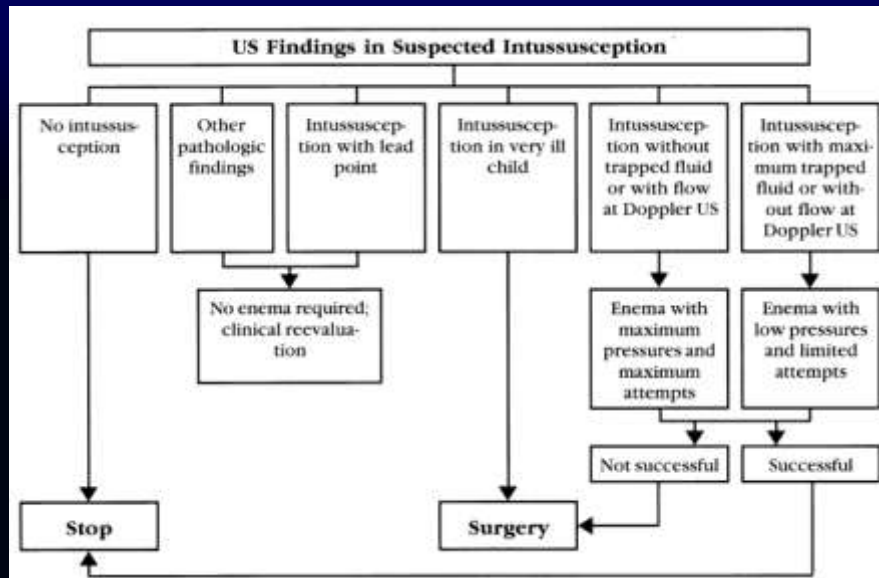 US Findings in Suspected Intussusception
No intussus-
ception
Other
pathologic
findings
Intussuscep-
tion with lead
point
Intussuscep-
tion in very ill
child
Intussuscep-
tion without
trapped fluid
or with flow
at Doppler US
Intussuscep-
tion with maxi-
mum trapped
fluid or with-
out flow at
Doppler US
No enema required;
clinical reevalua-
tion
Enema with
maximum
pressures and
maximum
attempts
Enema with
low pressures
and limited
attempts
Not successful
Successful
Stop
Surgery